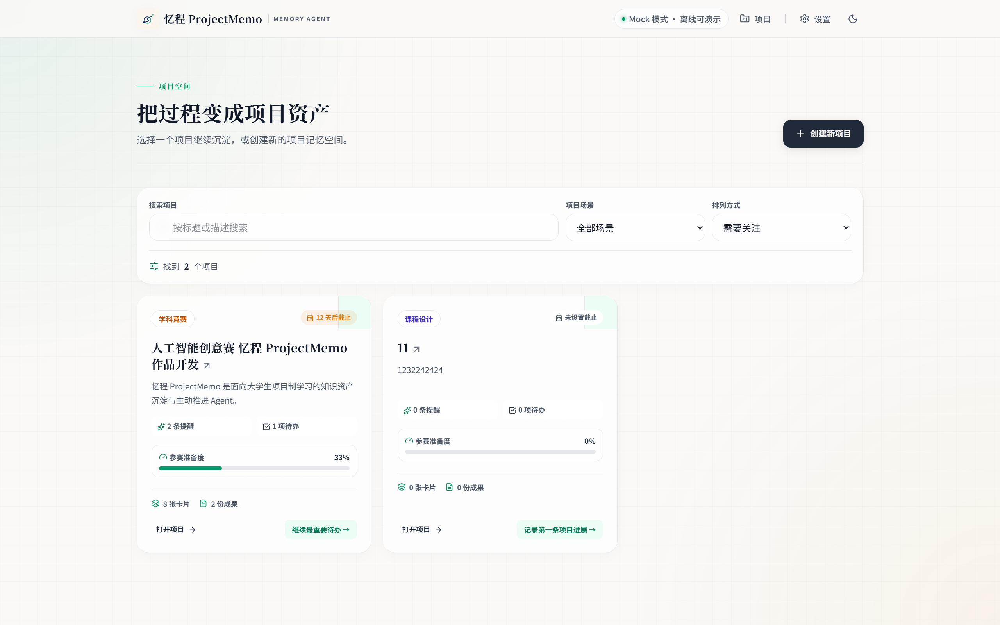 忆程 ProjectMemo
MEMORY AGENT
Mock 模式 • 离线可演示
项目
设置
项目空间
把过程变成项目资产
选择一个项目继续沉淀，或创建新的项目记忆空间。
创建新项目
搜索项目
项目场景
排列方式
按标题或描述搜索
全部场景
需要关注
找到 2 个项目
学科竞赛
12 天后截止
人工智能创意赛 忆程 ProjectMemo
作品开发
忆程 ProjectMemo 是面向大学生项目制学习的知识资产
沉淀与主动推进 Agent。
2 条提醒
1 项待办
参赛准备度
33%
8 张卡片
2 份成果
打开项目 →
继续最重要待办 →
课程设计
未设置截止
11
1232242424
0 条提醒
0 项待办
参赛准备度
0%
0 张卡片
0 份成果
打开项目 →
记录第一条项目进展 →